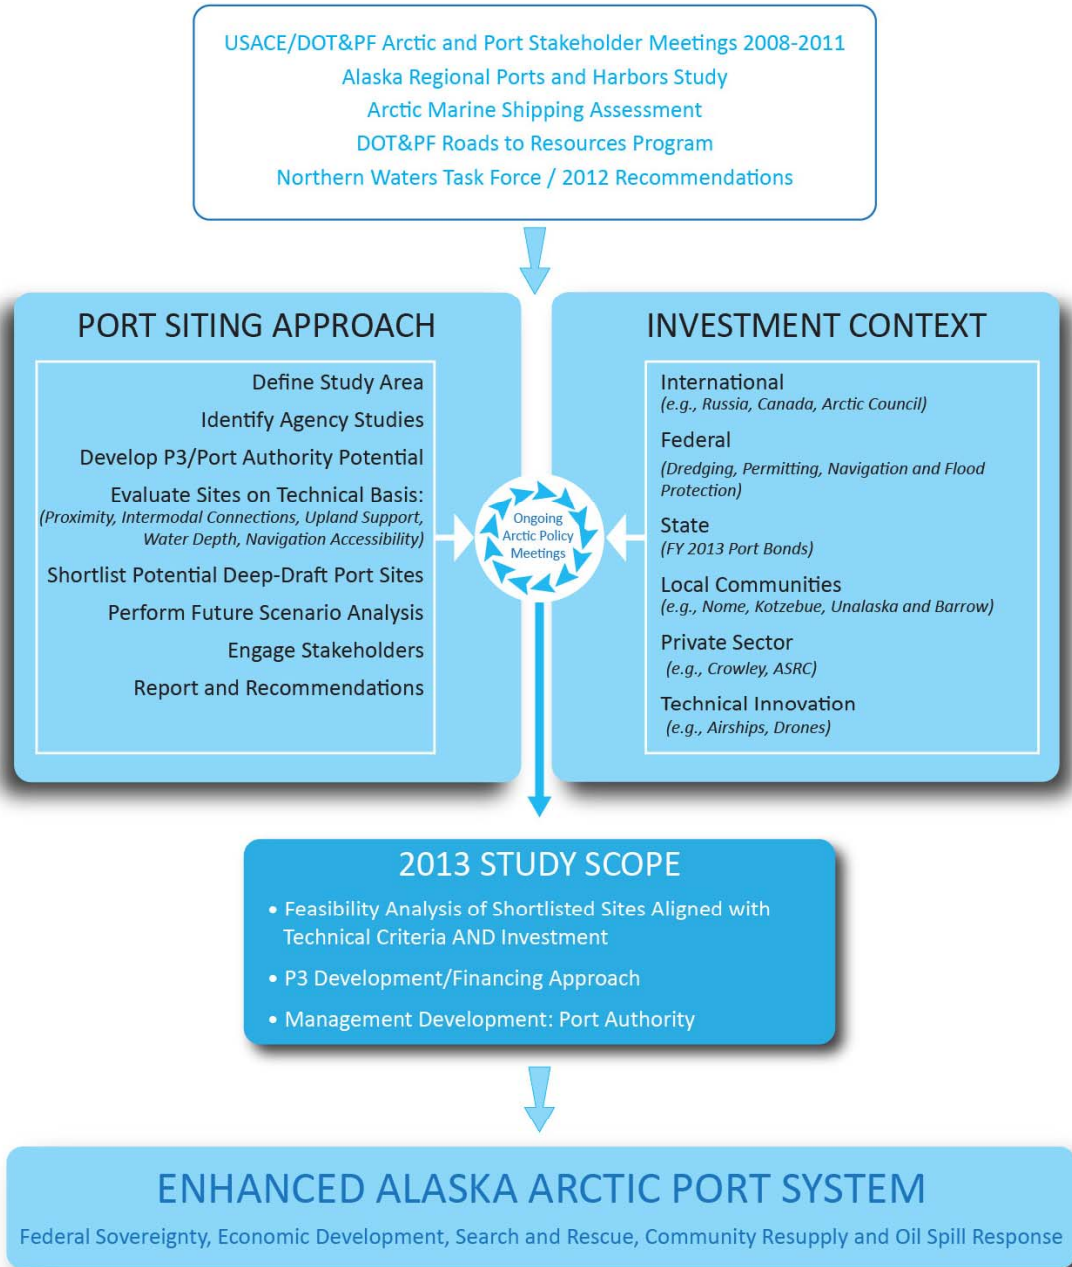 USACE/DOT&PF Arctic and Port Stakeholder Meetings 2008-2011
Alaska Regional Ports and Harbors Study
Arctic Marine Shipping Assessment
DOT&PF Roads to Resources Program
Northern Waters Task Force / 2012 Recommendations
PORT SITING APPROACH
Define Study Area
Identify Agency Studies
Develop P3/Port Authority Potential
Evaluate Sites on Technical Basis:
(Proximity, Intermodal Connections, Upland Support,
Water Depth, Navigation Accessibility)
Shortlist Potential Deep-Draft Port Sites
Perform Future Scenario Analysis
Engage Stakeholders
Report and Recommendations
Ongoing
Arctic Policy
Meetings
INVESTMENT CONTEXT
International
(e.g., Russia, Canada, Arctic Council)
Federal
(Dredging, Permitting, Navigation and Flood
Protection)
State
(FY 2013 Port Bonds)
Local Communities
(e.g., Nome, Kotzebue, Unalaska and Barrow)
Private Sector
(e.g., Crowley, ASRC)
Technical Innovation
(e.g., Airships, Drones)
2013 STUDY SCOPE
• Feasibility Analysis of Shortlisted Sites Aligned with
Technical Criteria AND Investment
• P3 Development/Financing Approach
• Management Development: Port Authority
ENHANCED ALASKA ARCTIC PORT SYSTEM
Federal Sovereignty, Economic Development, Search and Rescue, Community Resupply and Oil Spill Response